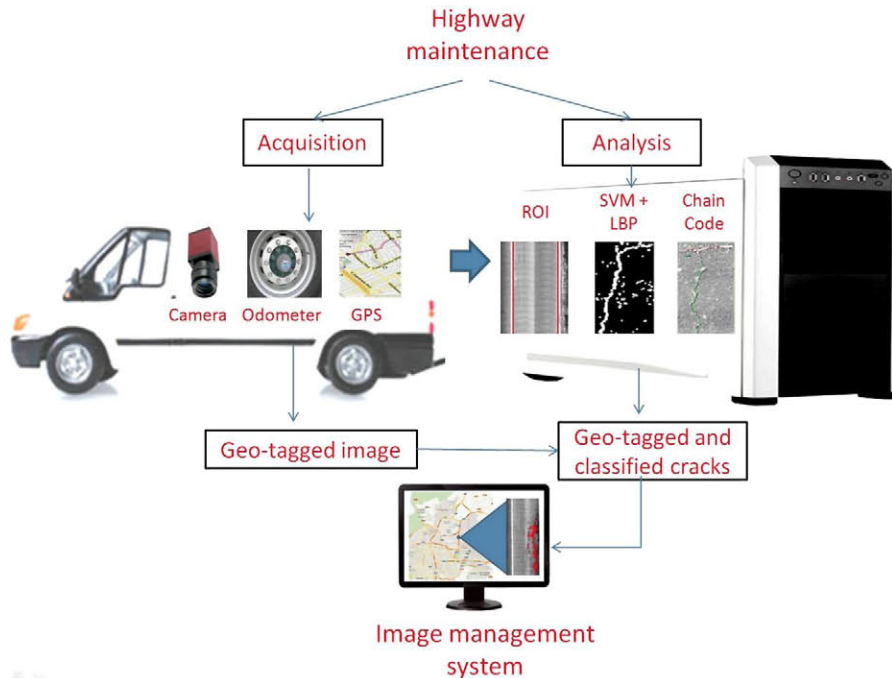 Highway
maintenance
Acquisition
Analysis
ROI
SVM +
LBP
Chain
Code
Camera
Odometer
GPS
Geo-tagged image
Geo-tagged and
classified cracks
Image management
system